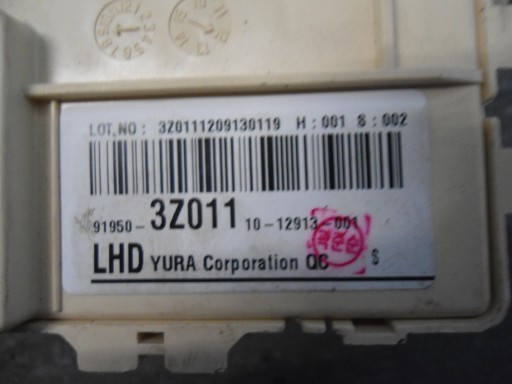 LOT,NO : 3Z0111209130119 H : 001 S : 002
91950- 3Z011 10-12913-001
LHD YURA Corporation QC S